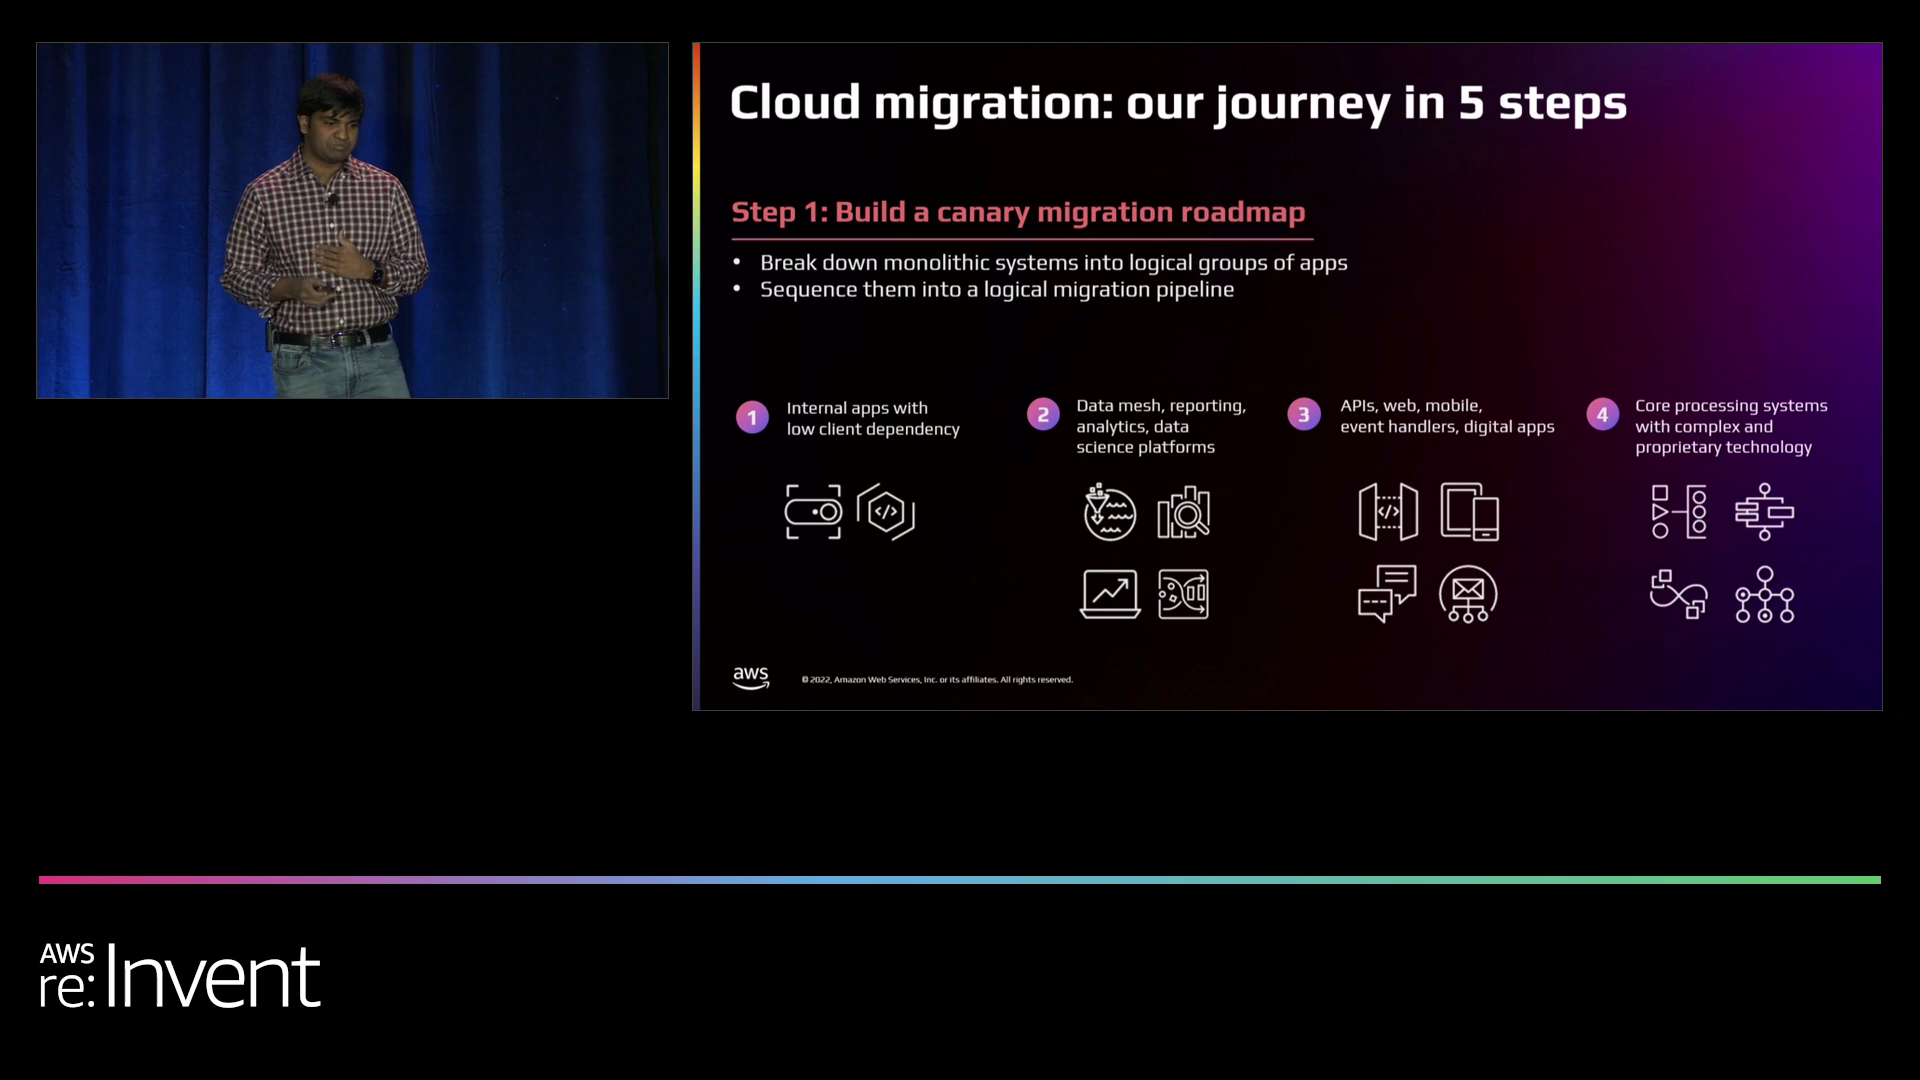 Cloud migration: our journey in 5 steps
Step 1: Build a canary migration roadmap
• Break down monolithic systems into logical groups of apps
• Sequence them into a logical migration pipeline
1
Internal apps with
low client dependency
2
Data mesh, reporting,
analytics, data
science platforms
3
APIs, web, mobile,
event handlers, digital apps
4
Core processing systems
with complex and
proprietary technology
</>
</>
aws
© 2022, Amazon Web Services, Inc. or its affiliates. All rights reserved.
AWS
re:Invent